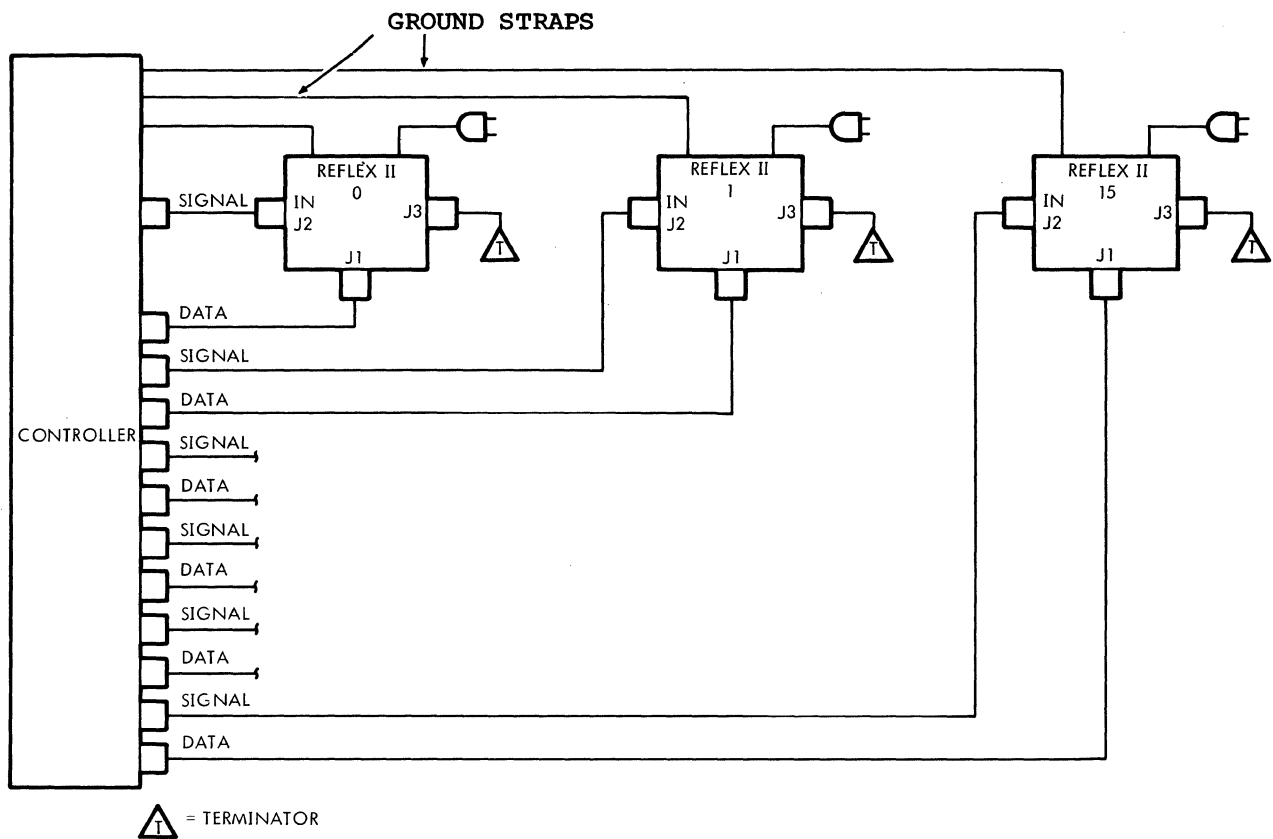 GROUND STRAPS
REFLEX II
0
IN
J2
J3
J1
T
REFLEX II
1
IN
J2
J3
J1
T
REFLEX II
15
IN
J2
J3
J1
T
CONTROLLER
SIGNAL
DATA
SIGNAL
DATA
SIGNAL
DATA
SIGNAL
DATA
SIGNAL
DATA
SIGNAL
DATA
T = TERMINATOR